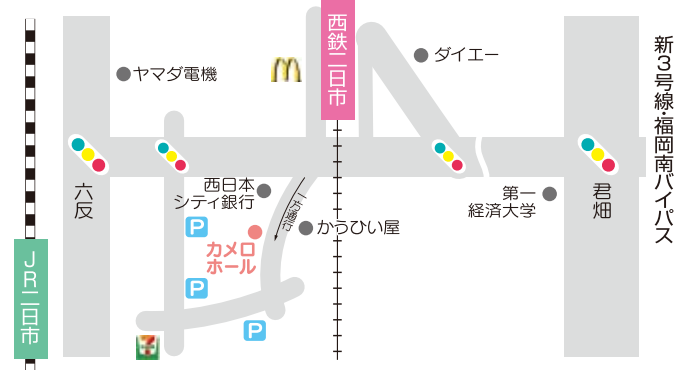 西鉄二日市
ダイエー
ヤマダ電機
新3号線・福岡南バイパス
六反
西日本
シティ銀行
一方通行
かっぴい屋
第一
経済大学
君畑
カメロ
ホール
P
P
P
JR二日市